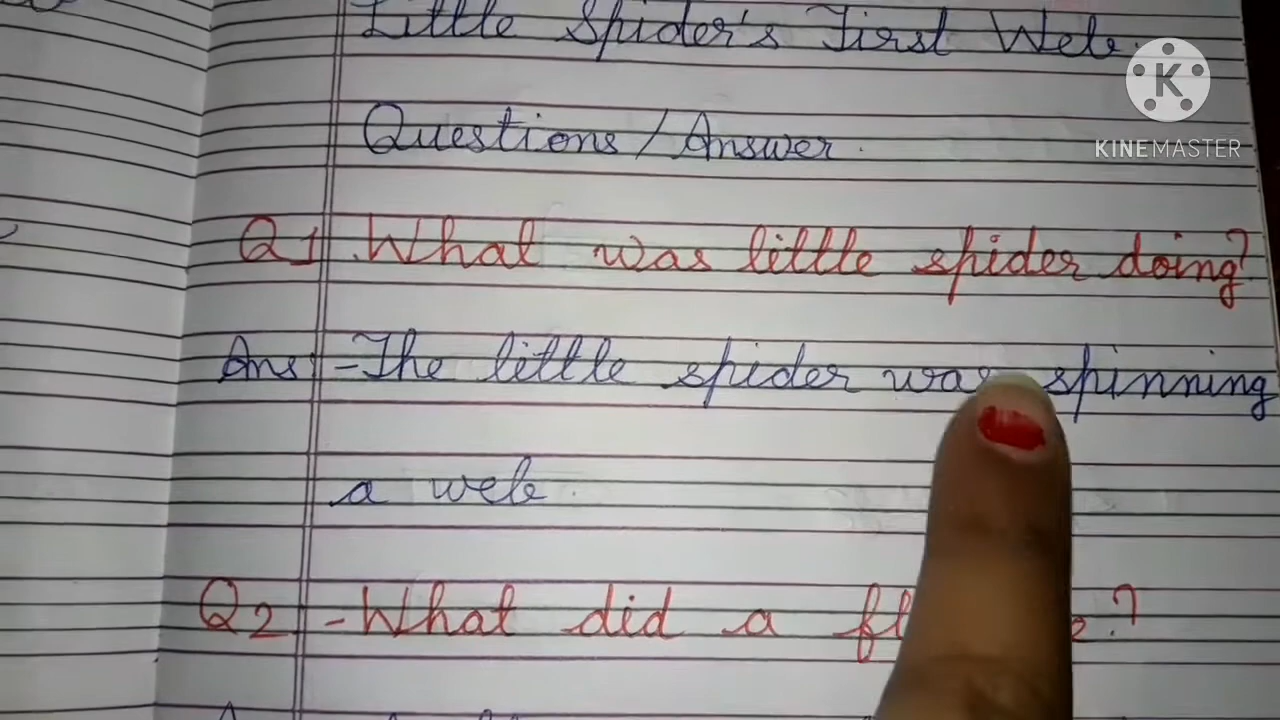 Little Spider's First Web.
KINEMASTER
Questions/Answer.
Q1 What was little spider doing?
Ans:-The little spider was spinning
a web.
Q2 -What did a ?